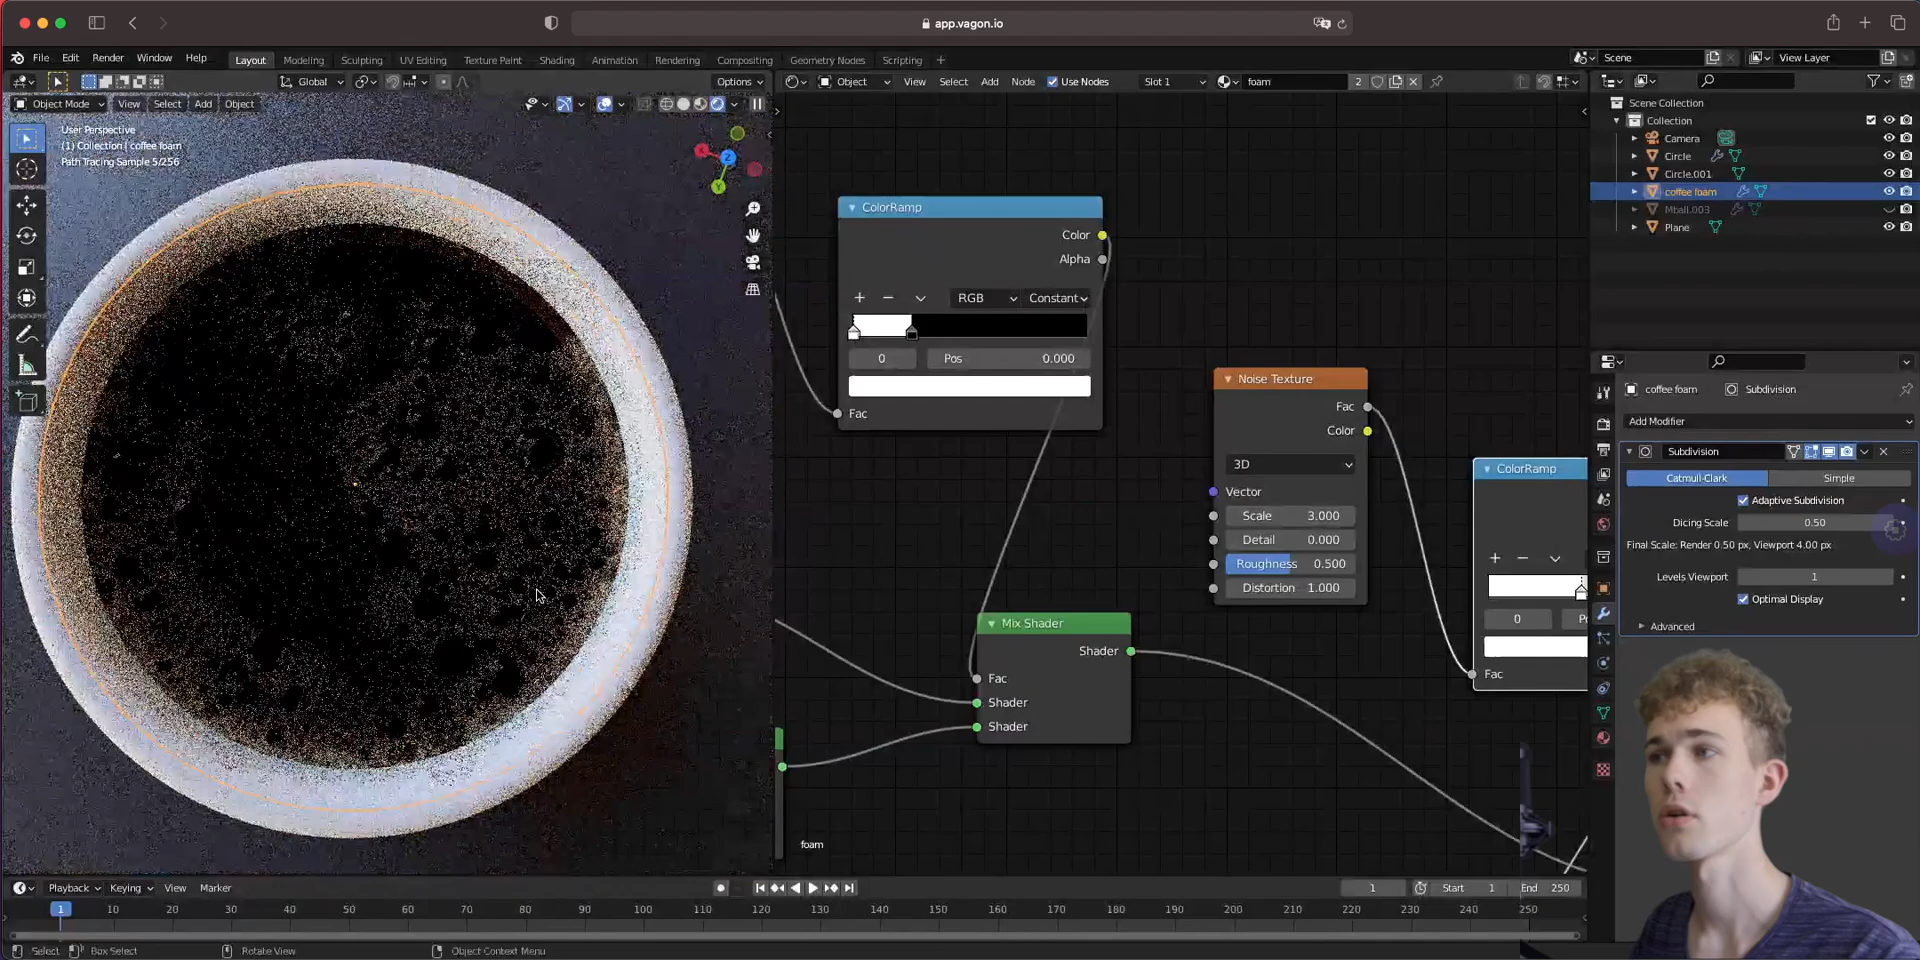 app.vagon.io
File Edit Render Window Help Layout Modeling Sculpting UV Editing Texture Paint Shading Animation Rendering Compositing Geometry Nodes Scripting + Scene View Layer
Global Options Object View Select Add Node Use Nodes Slot 1 foam 2
Object Mode View Select Add Object
User Perspective
(1) Collection | coffee foam
Path Tracing Sample 5/256
X
Z
Y
ColorRamp
Color
Alpha
+ − RGB Constant
0 Pos 0.000
Fac
Noise Texture
Fac
Color
3D
Vector
Scale 3.000
Detail 0.000
Roughness 0.500
Distortion 1.000
Mix Shader
Shader
Fac
Shader
Shader
ColorRamp
+ −
0
Fac
foam
Scene Collection
Collection
Camera
Circle
Circle.001
coffee foam
Mball.003
Plane
coffee foam Subdivision
Add Modifier
Subdivision
Catmull-Clark Simple
Adaptive Subdivision
Dicing Scale 0.50
Final Scale: Render 0.50 px, Viewport 4.00 px
Levels Viewport 1
Optimal Display
Advanced
Playback Keying View Marker 1 Start 1 End 250
1 10 20 30 40 50 60 70 80 90 100 110 120 130 140 150 160 170 180 190 200 210 220 230 240 250
Select Box Select Rotate View Object Context Menu